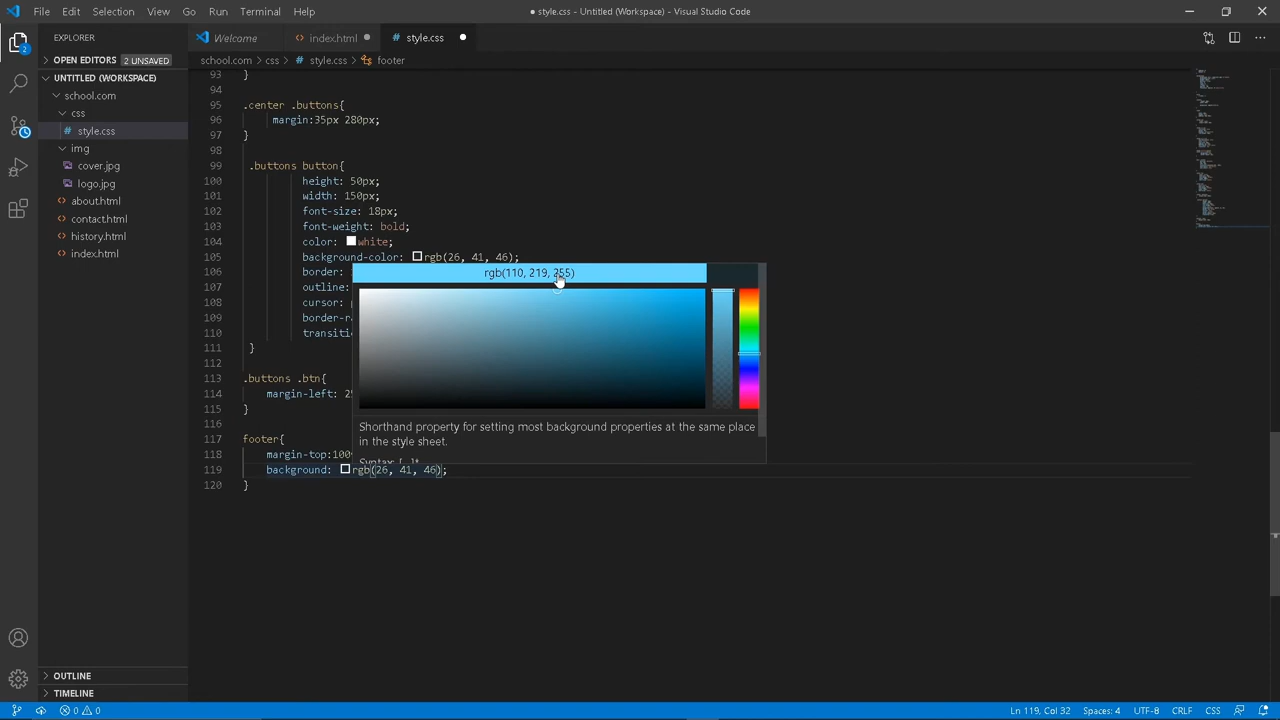 File Edit Selection View Go Run Terminal Help
● style.css - Untitled (Workspace) - Visual Studio Code
EXPLORER
OPEN EDITORS 2 UNSAVED
UNTITLED (WORKSPACE)
school.com
css
# style.css
img
cover.jpg
logo.jpg
<> about.html
<> contact.html
<> history.html
<> index.html
OUTLINE
TIMELINE
Welcome
<> index.html ●
# style.css ●
school.com > css > # style.css > footer
93 }
94
95 .center .buttons{
96 margin:35px 280px;
97 }
98
99 .buttons button{
100 height: 50px;
101 width: 150px;
102 font-size: 18px;
103 font-weight: bold;
104 color: white;
105 background-color: rgb(26, 41, 46);
106 border:
107 outline:
108 cursor:
109 border-r
110 transiti
111 }
112
113 .buttons .btn{
114 margin-left: 2
115 }
116
117 footer{
118 margin-top:100
119 background: rgb(26, 41, 46);
120 }
rgb(110, 219, 255)
Shorthand property for setting most background properties at the same place
in the style sheet.
2
0 0
Ln 119, Col 32 Spaces: 4 UTF-8 CRLF CSS